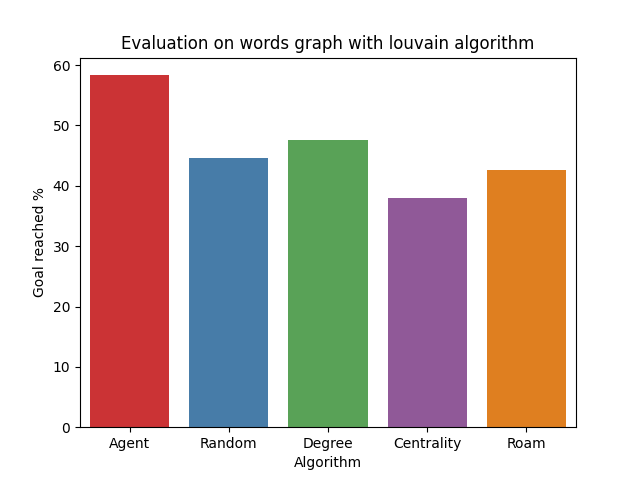 Evaluation on words graph with louvain algorithm
Goal reached %
60
50
40
30
20
10
0
Agent Random Degree Centrality Roam
Algorithm